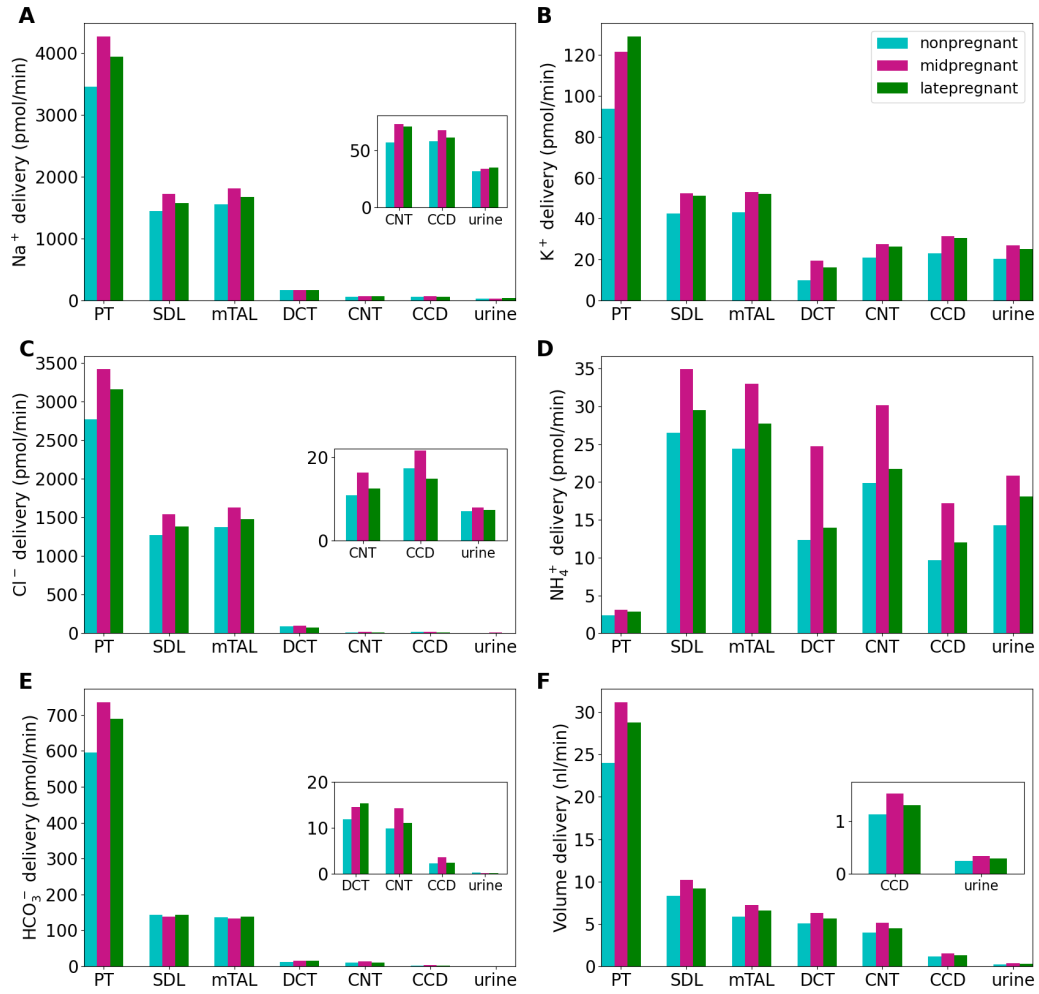 A
Na⁺ delivery (pmol/min)
4000
3000
2000
1000
0
50
0
CNT CCD urine
PT SDL mTAL DCT CNT CCD urine
B
K⁺ delivery (pmol/min)
120
100
80
60
40
20
0
nonpregnant
midpregnant
latepregnant
PT SDL mTAL DCT CNT CCD urine
C
Cl⁻ delivery (pmol/min)
3500
3000
2500
2000
1500
1000
500
0
20
0
CNT CCD urine
PT SDL mTAL DCT CNT CCD urine
D
NH₄⁺ delivery (pmol/min)
35
30
25
20
15
10
5
0
PT SDL mTAL DCT CNT CCD urine
E
HCO₃⁻ delivery (pmol/min)
700
600
500
400
300
200
100
0
20
10
0
DCT CNT CCD urine
PT SDL mTAL DCT CNT CCD urine
F
Volume delivery (nl/min)
30
25
20
15
10
5
0
1
0
CCD urine
PT SDL mTAL DCT CNT CCD urine